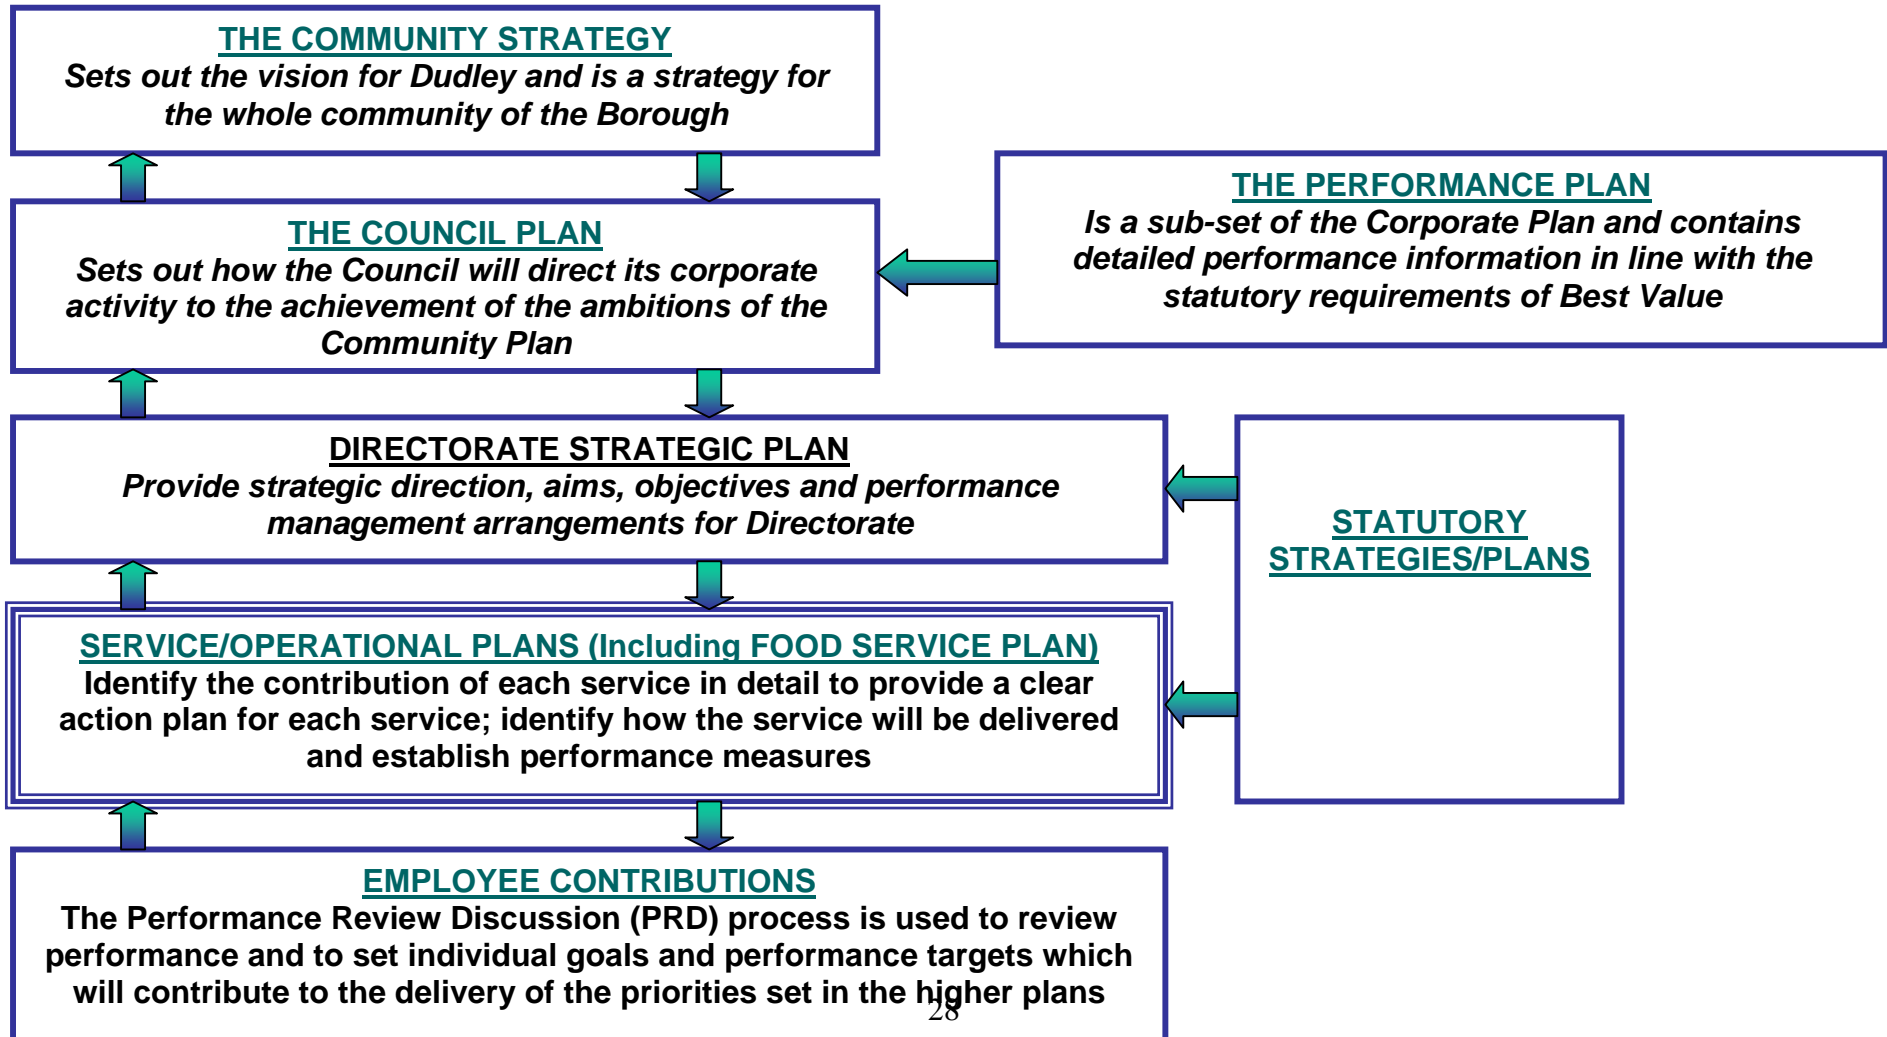 THE COMMUNITY STRATEGY
Sets out the vision for Dudley and is a strategy for
the whole community of the Borough
THE PERFORMANCE PLAN
Is a sub-set of the Corporate Plan and contains
detailed performance information in line with the
statutory requirements of Best Value
THE COUNCIL PLAN
Sets out how the Council will direct its corporate
activity to the achievement of the ambitions of the
Community Plan
DIRECTORATE STRATEGIC PLAN
Provide strategic direction, aims, objectives and performance
management arrangements for Directorate
STATUTORY
STRATEGIES/PLANS
SERVICE/OPERATIONAL PLANS (Including FOOD SERVICE PLAN)
Identify the contribution of each service in detail to provide a clear
action plan for each service; identify how the service will be delivered
and establish performance measures
EMPLOYEE CONTRIBUTIONS
The Performance Review Discussion (PRD) process is used to review
performance and to set individual goals and performance targets which
will contribute to the delivery of the priorities set in the higher plans
28